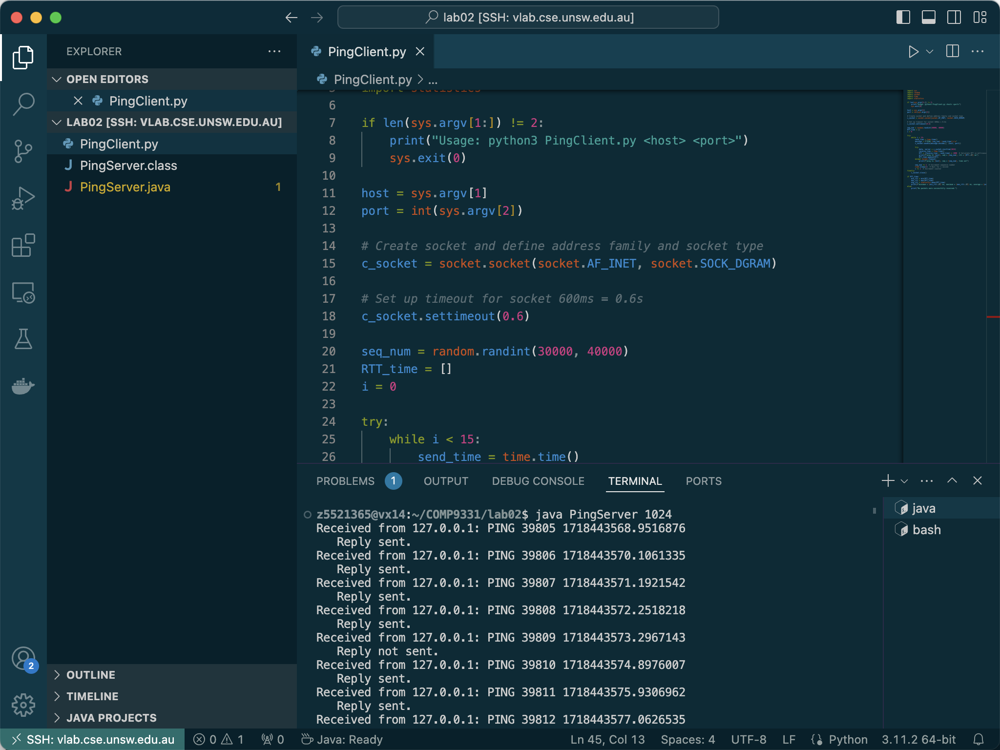 lab02 [SSH: vlab.cse.unsw.edu.au]
EXPLORER
OPEN EDITORS
PingClient.py
LAB02 [SSH: VLAB.CSE.UNSW.EDU.AU]
PingClient.py
J PingServer.class
J PingServer.java 1
2
OUTLINE
TIMELINE
JAVA PROJECTS
PingClient.py
PingClient.py > ...
5 import statistics
6
7 if len(sys.argv[1:]) != 2:
8 print("Usage: python3 PingClient.py <host> <port>")
9 sys.exit(0)
10
11 host = sys.argv[1]
12 port = int(sys.argv[2])
13
14 # Create socket and define address family and socket type
15 c_socket = socket.socket(socket.AF_INET, socket.SOCK_DGRAM)
16
17 # Set up timeout for socket 600ms = 0.6s
18 c_socket.settimeout(0.6)
19
20 seq_num = random.randint(30000, 40000)
21 RTT_time = []
22 i = 0
23
24 try:
25 while i < 15:
26 send_time = time.time()
PROBLEMS 1 OUTPUT DEBUG CONSOLE TERMINAL PORTS
z5521365@vx14:~/COMP9331/lab02$ java PingServer 1024
Received from 127.0.0.1: PING 39805 1718443568.9516876
Reply sent.
Received from 127.0.0.1: PING 39806 1718443570.1061335
Reply sent.
Received from 127.0.0.1: PING 39807 1718443571.1921542
Reply sent.
Received from 127.0.0.1: PING 39808 1718443572.2518218
Reply sent.
Received from 127.0.0.1: PING 39809 1718443573.2967143
Reply not sent.
Received from 127.0.0.1: PING 39810 1718443574.8976007
Reply sent.
Received from 127.0.0.1: PING 39811 1718443575.9306962
Reply sent.
Received from 127.0.0.1: PING 39812 1718443577.0626535
java
bash
SSH: vlab.cse.unsw.edu.au 0 1 0 Java: Ready Ln 45, Col 13 Spaces: 4 UTF-8 LF Python 3.11.2 64-bit